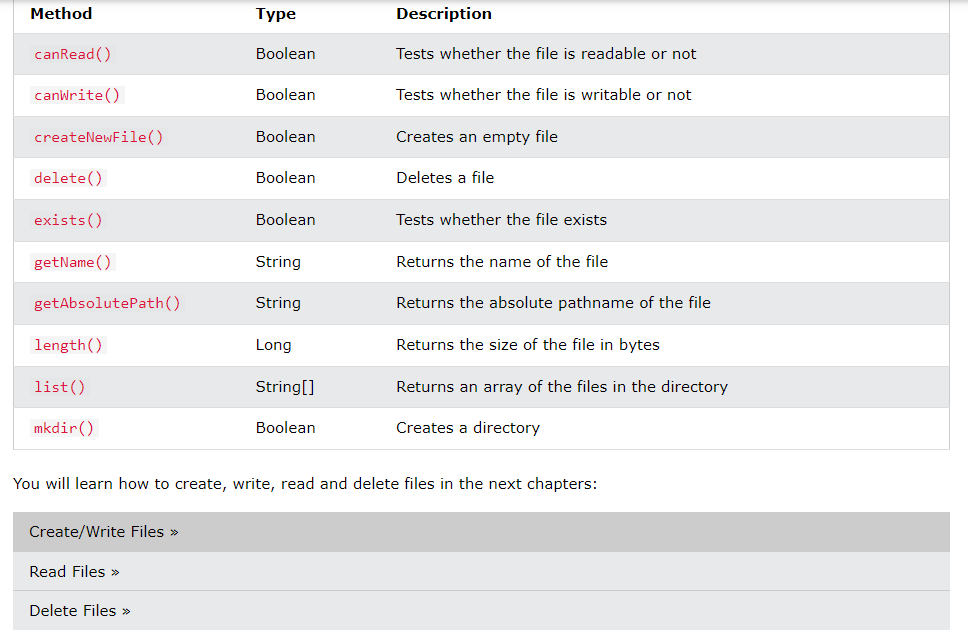 Method Type Description
canRead() Boolean Tests whether the file is readable or not
canWrite() Boolean Tests whether the file is writable or not
createNewFile() Boolean Creates an empty file
delete() Boolean Deletes a file
exists() Boolean Tests whether the file exists
getName() String Returns the name of the file
getAbsolutePath() String Returns the absolute pathname of the file
length() Long Returns the size of the file in bytes
list() String[] Returns an array of the files in the directory
mkdir() Boolean Creates a directory
You will learn how to create, write, read and delete files in the next chapters:
Create/Write Files »
Read Files »
Delete Files »